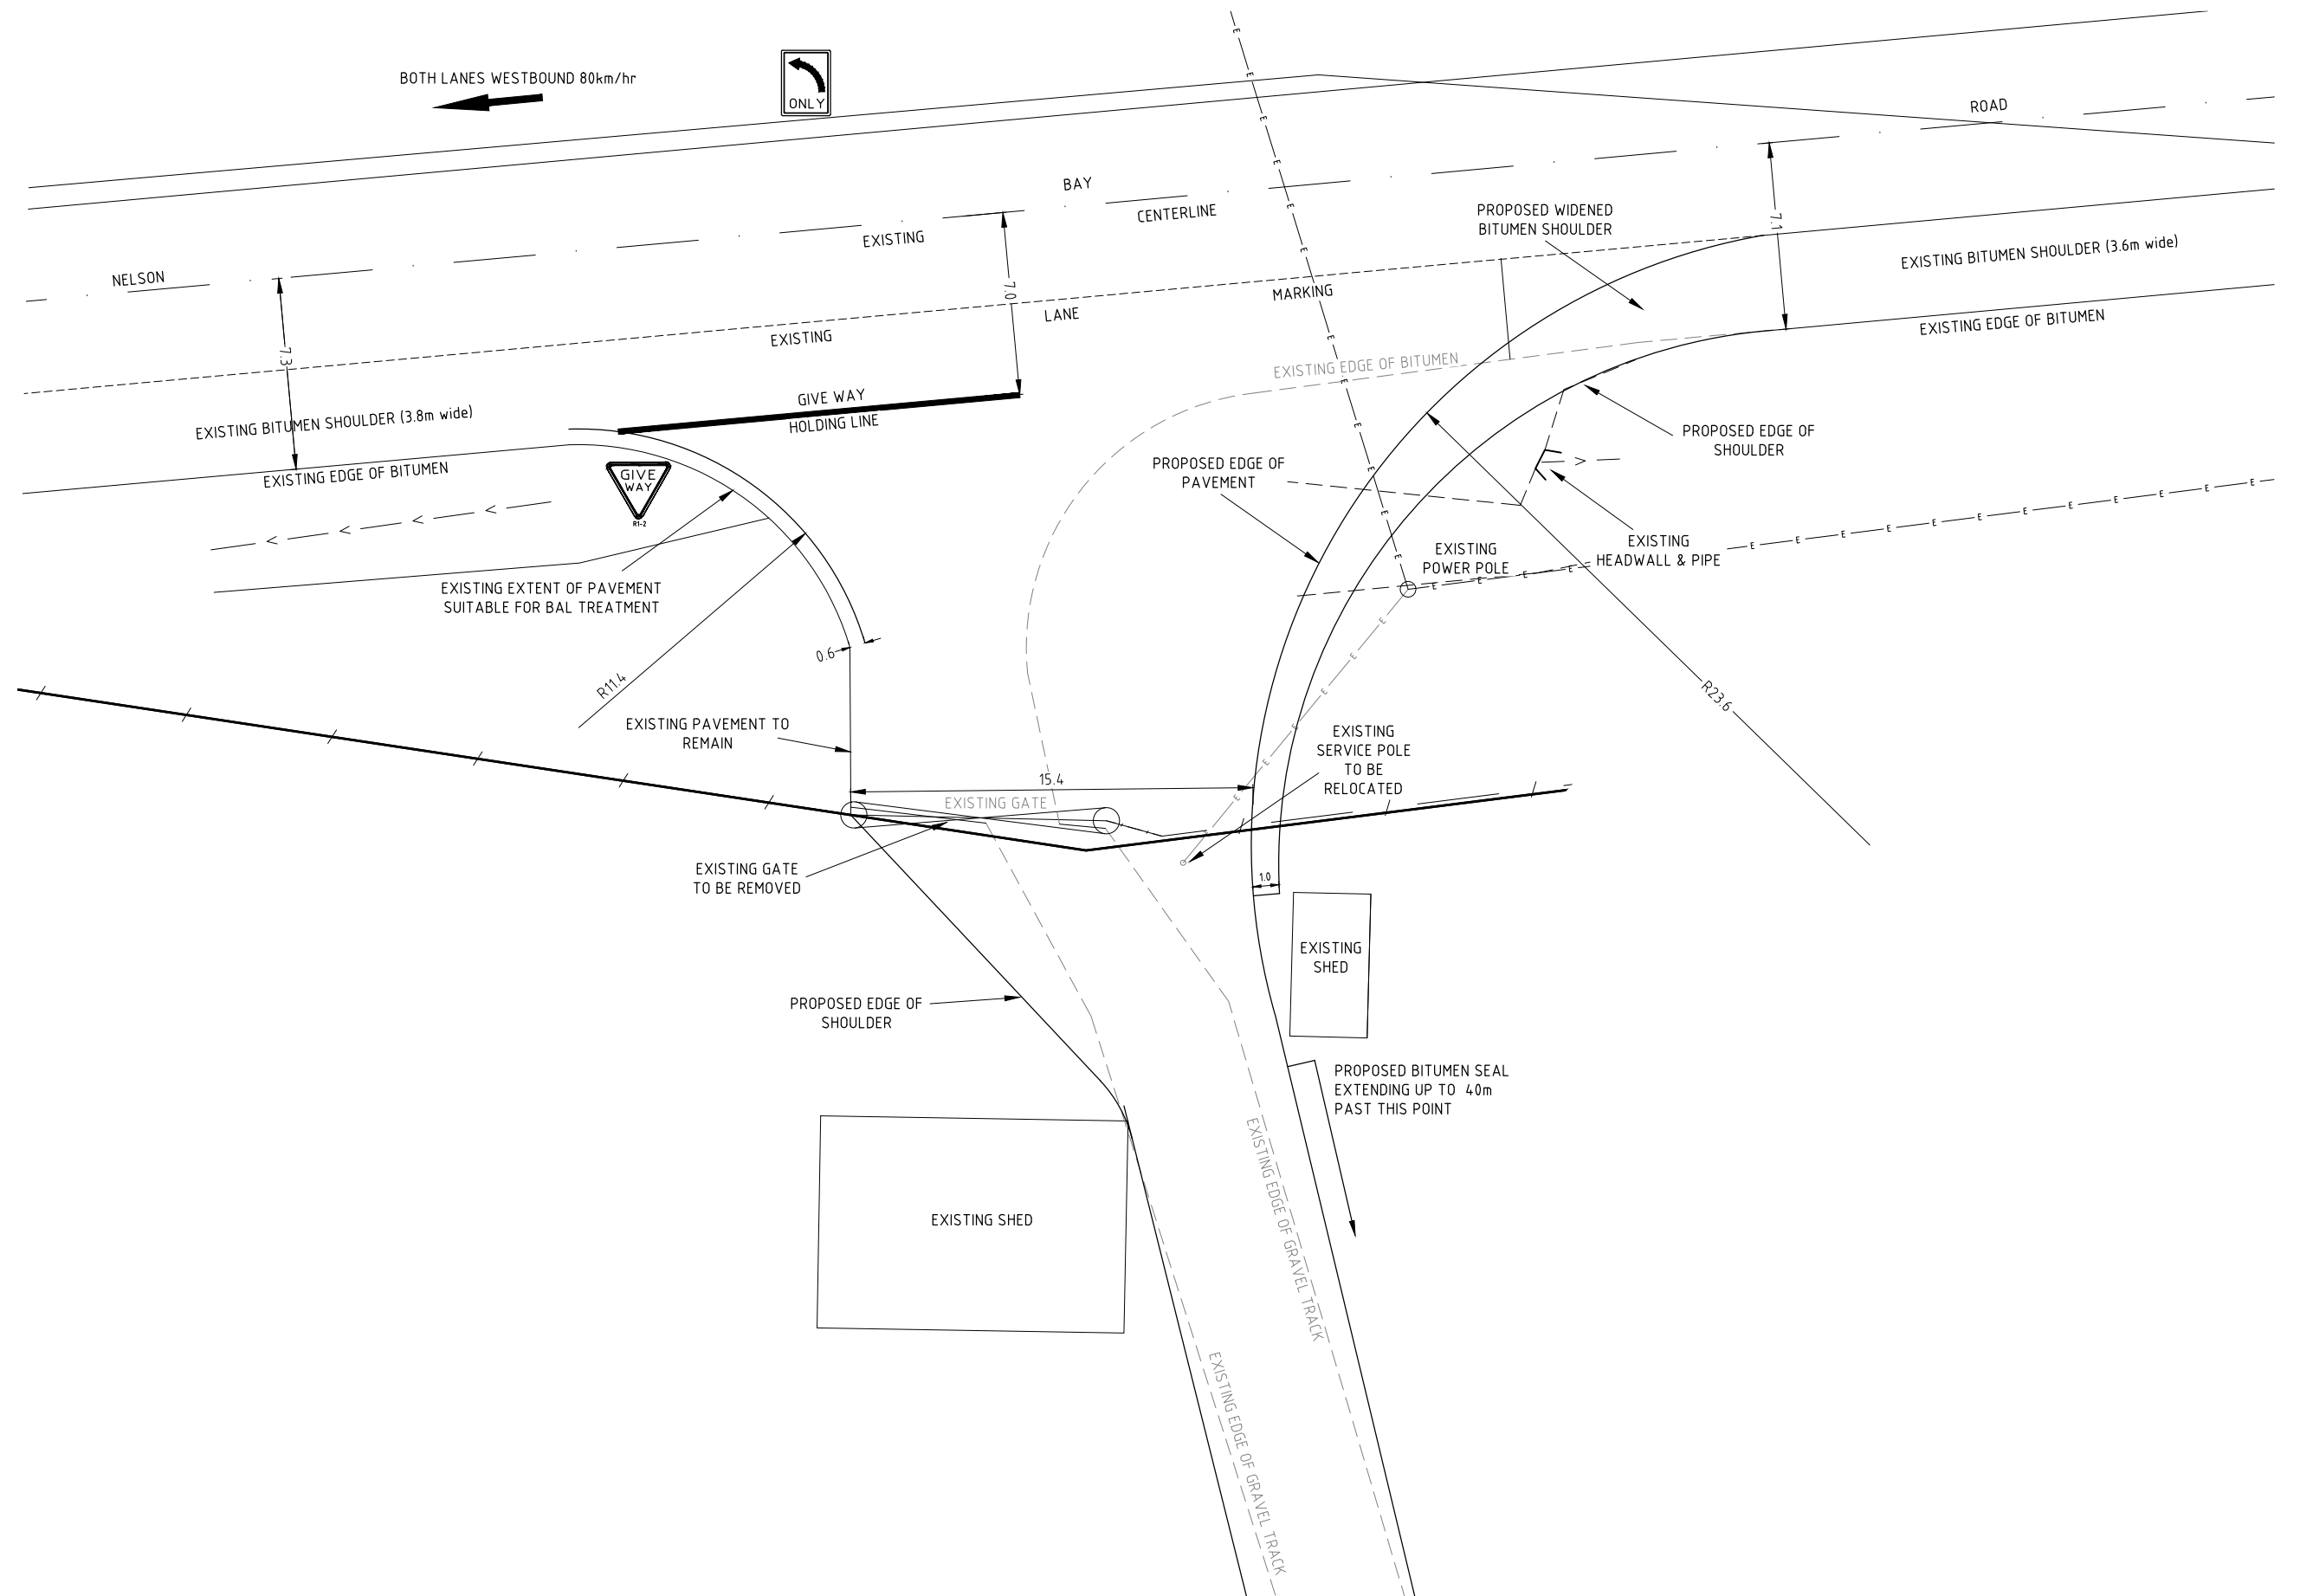 BOTH LANES WESTBOUND 80km/hr
ONLY
ROAD
BAY
CENTERLINE
EXISTING
NELSON
PROPOSED WIDENED
BITUMEN SHOULDER
7.1
EXISTING BITUMEN SHOULDER (3.6m wide)
EXISTING EDGE OF BITUMEN
7.0
MARKING
LANE
EXISTING
7.3
EXISTING EDGE OF BITUMEN
GIVE WAY
HOLDING LINE
EXISTING BITUMEN SHOULDER (3.8m wide)
EXISTING EDGE OF BITUMEN
GIVE
WAY
R1-2
PROPOSED EDGE OF
SHOULDER
PROPOSED EDGE OF
PAVEMENT
EXISTING
HEADWALL & PIPE
EXISTING
POWER POLE
EXISTING EXTENT OF PAVEMENT
SUITABLE FOR BAL TREATMENT
0.6
R11.4
R23.6
EXISTING PAVEMENT TO
REMAIN
EXISTING
SERVICE POLE
TO BE
RELOCATED
15.4
EXISTING GATE
EXISTING GATE
TO BE REMOVED
1.0
EXISTING
SHED
PROPOSED EDGE OF
SHOULDER
PROPOSED BITUMEN SEAL
EXTENDING UP TO 40m
PAST THIS POINT
EXISTING SHED
EXISTING EDGE OF GRAVEL TRACK
EXISTING EDGE OF GRAVEL TRACK
E E E E E E E E E E E E E
E E E E E E E E E E E E E E E E
E E E E E E